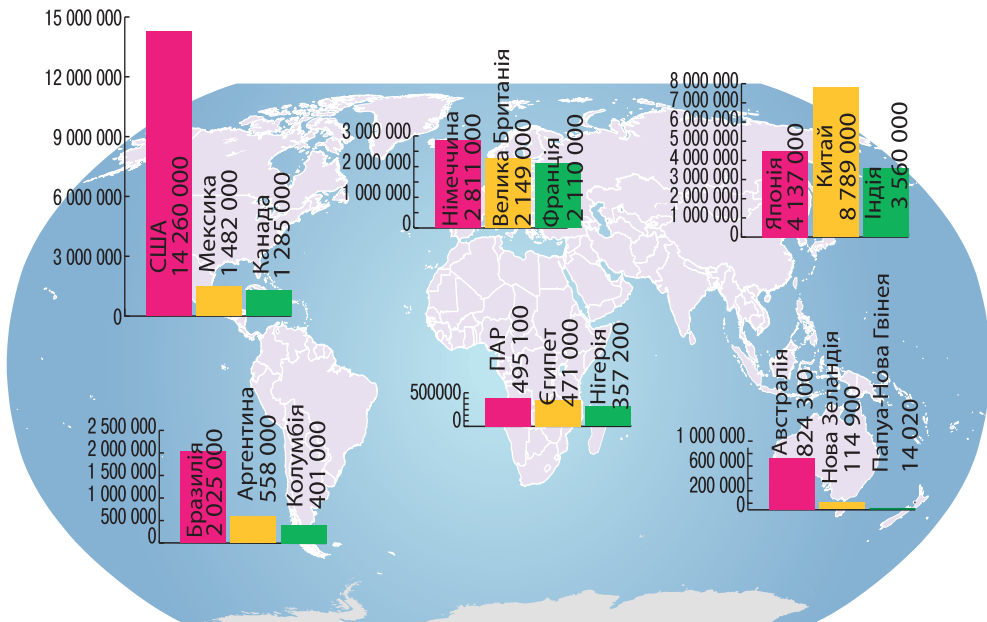 15 000 000
12 000 000
9 000 000
6 000 000
3 000 000
0
США
14 260 000
Мексика
1 482 000
Канада
1 285 000
3 000 000
2 000 000
1 000 000
0
Німеччина
2 811 000
Велика Британія
2 149 000
Франція
2 110 000
8 000 000
7 000 000
6 000 000
5 000 000
4 000 000
3 000 000
2 000 000
1 000 000
0
Японія
4 137 000
Китай
8 789 000
Індія
3 560 000
2 500 000
2 000 000
1 500 000
1 000 000
500 000
0
Бразилія
2 025 000
Аргентина
558 000
Колумбія
401 000
500000
0
ПАР
495 100
Єгипет
471 000
Нігерія
357 200
1 000 000
600 000
200 000
0
Австралія
824 300
Нова Зеландія
114 900
Папуа-Нова Гвінея
14 020